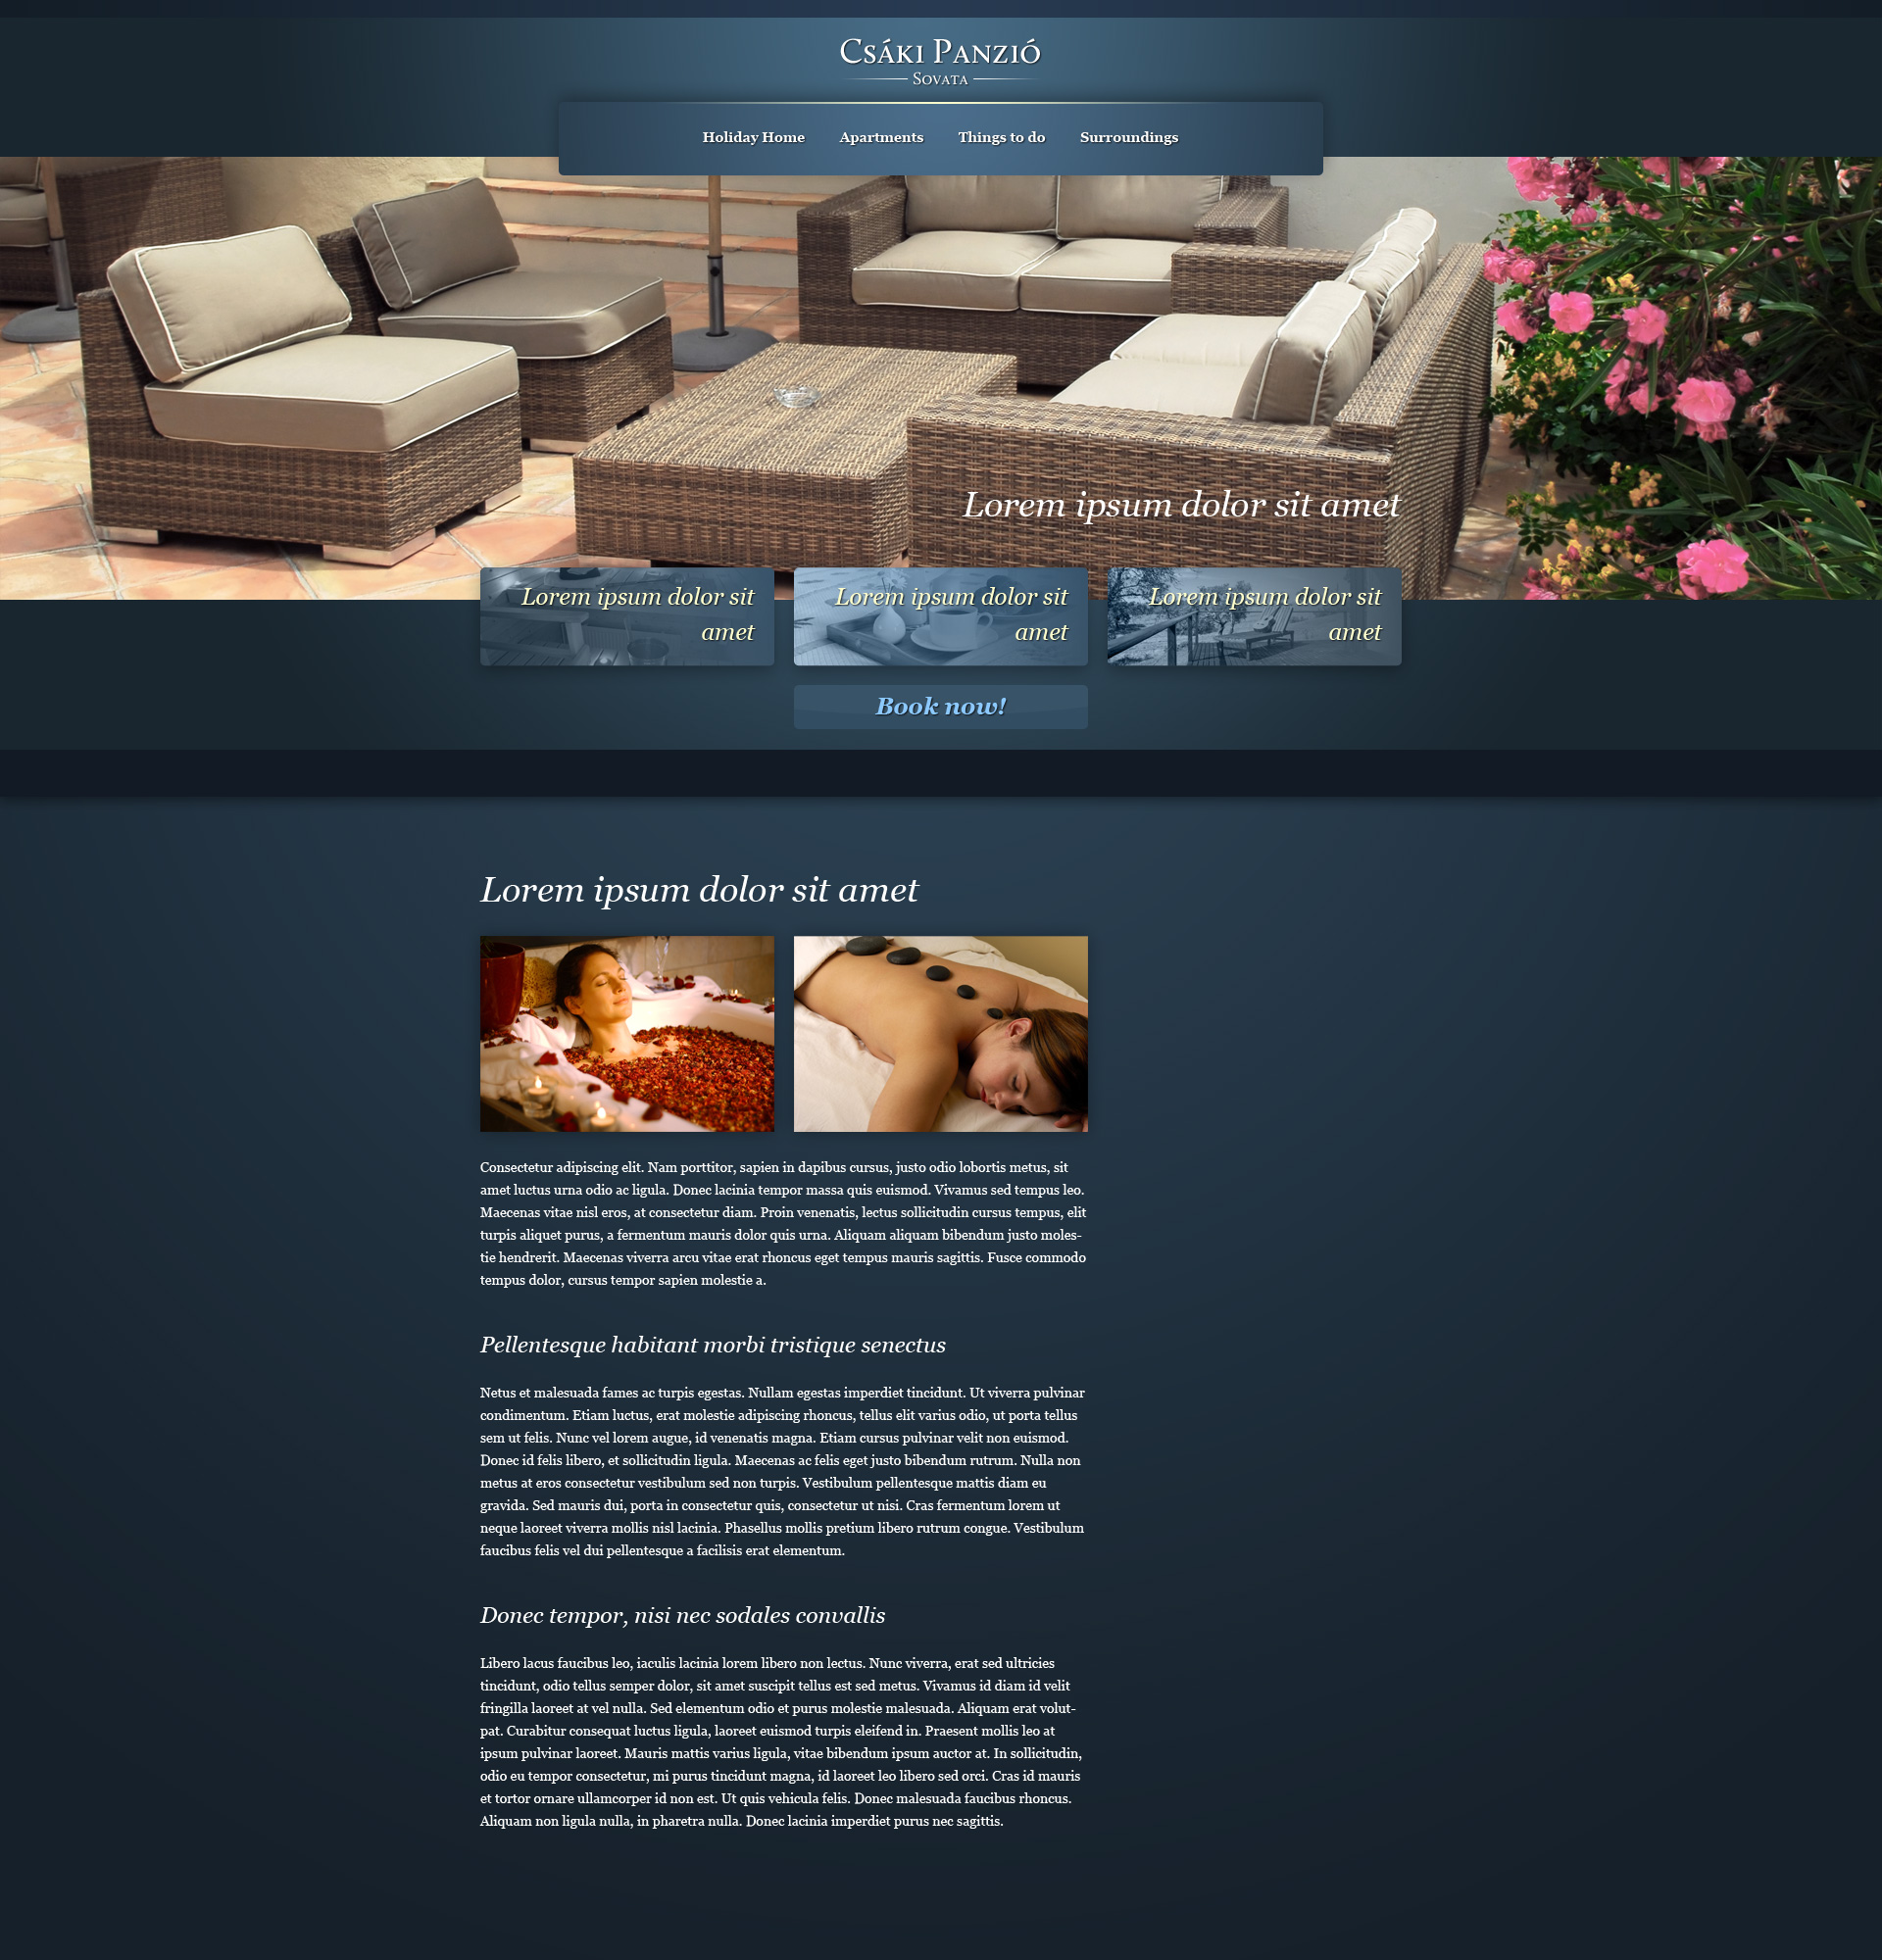 Csáki Panzió
Sovata
Holiday Home Apartments Things to do Surroundings
Lorem ipsum dolor sit amet
Lorem ipsum dolor sit
amet
Lorem ipsum dolor sit
amet
Lorem ipsum dolor sit
amet
Book now!
Lorem ipsum dolor sit amet
Consectetur adipiscing elit. Nam porttitor, sapien in dapibus cursus, justo odio lobortis metus, sit
amet luctus urna odio ac ligula. Donec lacinia tempor massa quis euismod. Vivamus sed tempus leo.
Maecenas vitae nisl eros, at consectetur diam. Proin venenatis, lectus sollicitudin cursus tempus, elit
turpis aliquet purus, a fermentum mauris dolor quis urna. Aliquam aliquam bibendum justo moles-
tie hendrerit. Maecenas viverra arcu vitae erat rhoncus eget tempus mauris sagittis. Fusce commodo
tempus dolor, cursus tempor sapien molestie a.
Pellentesque habitant morbi tristique senectus
Netus et malesuada fames ac turpis egestas. Nullam egestas imperdiet tincidunt. Ut viverra pulvinar
condimentum. Etiam luctus, erat molestie adipiscing rhoncus, tellus elit varius odio, ut porta tellus
sem ut felis. Nunc vel lorem augue, id venenatis magna. Etiam cursus pulvinar velit non euismod.
Donec id felis libero, et sollicitudin ligula. Maecenas ac felis eget justo bibendum rutrum. Nulla non
metus at eros consectetur vestibulum sed non turpis. Vestibulum pellentesque mattis diam eu
gravida. Sed mauris dui, porta in consectetur quis, consectetur ut nisi. Cras fermentum lorem ut
neque laoreet viverra mollis nisl lacinia. Phasellus mollis pretium libero rutrum congue. Vestibulum
faucibus felis vel dui pellentesque a facilisis erat elementum.
Donec tempor, nisi nec sodales convallis
Libero lacus faucibus leo, iaculis lacinia lorem libero non lectus. Nunc viverra, erat sed ultricies
tincidunt, odio tellus semper dolor, sit amet suscipit tellus est sed metus. Vivamus id diam id velit
fringilla laoreet at vel nulla. Sed elementum odio et purus molestie malesuada. Aliquam erat volut-
pat. Curabitur consequat luctus ligula, laoreet euismod turpis eleifend in. Praesent mollis leo at
ipsum pulvinar laoreet. Mauris mattis varius ligula, vitae bibendum ipsum auctor at. In sollicitudin,
odio eu tempor consectetur, mi purus tincidunt magna, id laoreet leo libero sed orci. Cras id mauris
et tortor ornare ullamcorper id non est. Ut quis vehicula felis. Donec malesuada faucibus rhoncus.
Aliquam non ligula nulla, in pharetra nulla. Donec lacinia imperdiet purus nec sagittis.